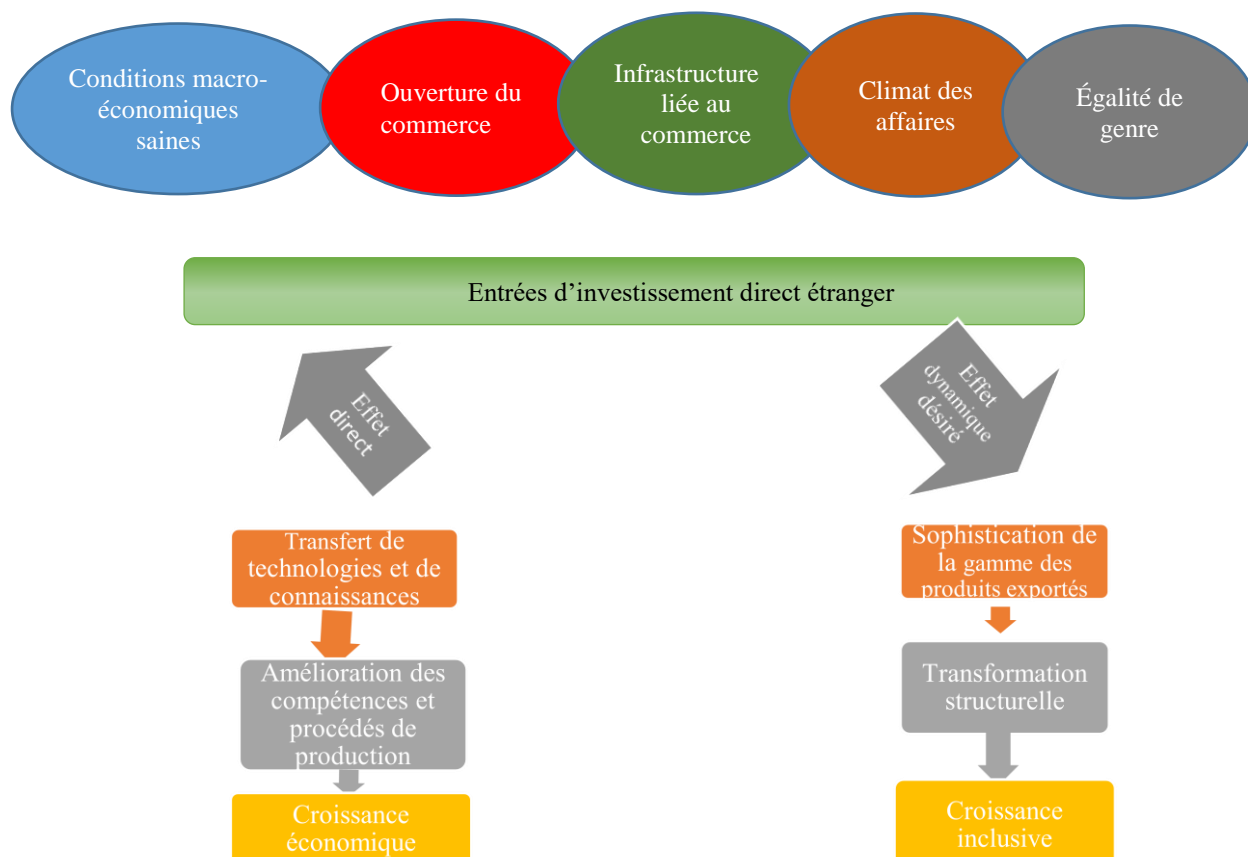 Conditions macro-
économiques
saines
Ouverture du
commerce
Infrastructure
liée au
commerce
Climat des
affaires
Égalité de
genre
Entrées d’investissement direct étranger
Effet
direct
Effet
dynamique
désiré
Transfert de
technologies et de
connaissances
Amélioration des
compétences et
procédés de
production
Croissance
économique
Sophistication de
la gamme des
produits exportés
Transformation
structurelle
Croissance
inclusive